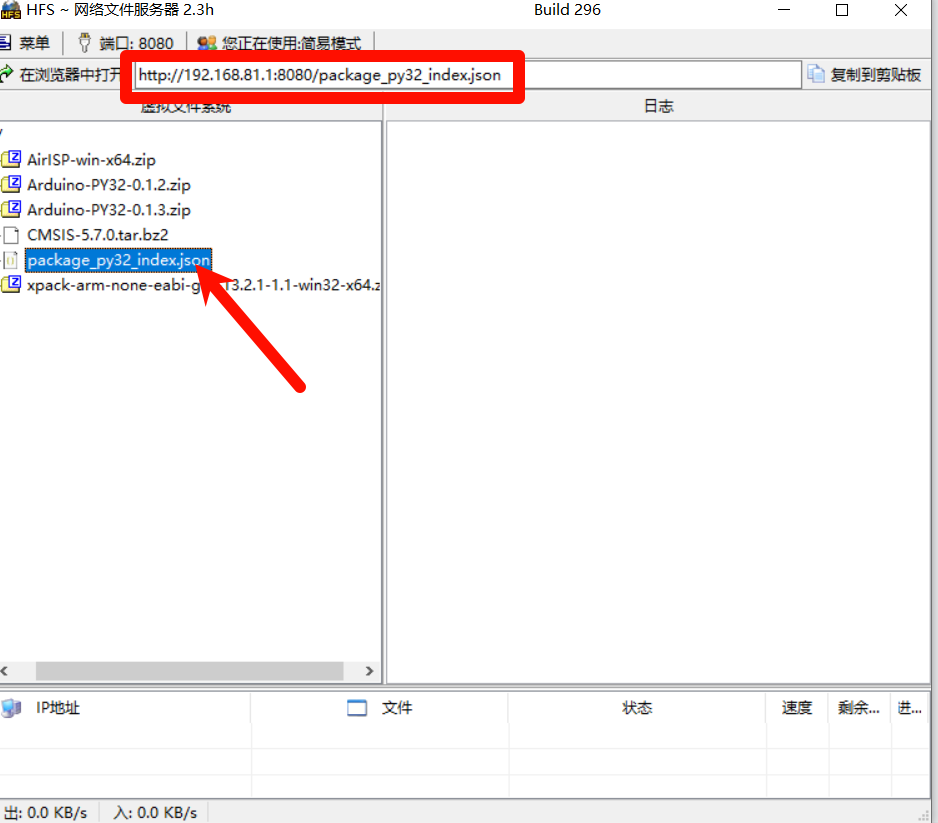 HFS ~ 网络文件服务器 2.3h Build 296
菜单 端口: 8080 您正在使用:简易模式
在浏览器中打开 http://192.168.81.1:8080/package_py32_index.json 复制到剪贴板
虚拟文件系统 日志
/
AirISP-win-x64.zip
Arduino-PY32-0.1.2.zip
Arduino-PY32-0.1.3.zip
CMSIS-5.7.0.tar.bz2
package_py32_index.json
xpack-arm-none-eabi-g 13.2.1-1.1-win32-x64.z
IP地址 文件 状态 速度 剩余... 进...
出: 0.0 KB/s 入: 0.0 KB/s